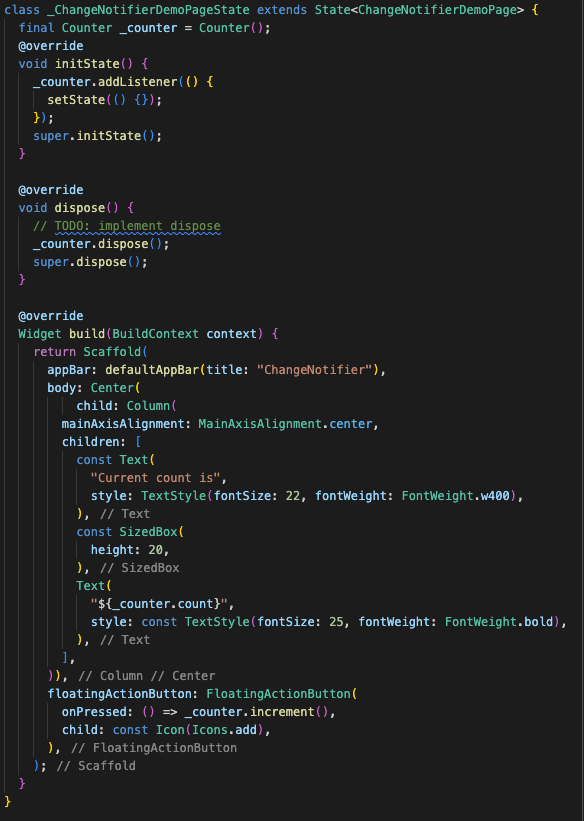 class _ChangeNotifierDemoPageState extends State<ChangeNotifierDemoPage> {
  final Counter _counter = Counter();
  @override
  void initState() {
    _counter.addListener(() {
      setState(() {});
    });
    super.initState();
  }

  @override
  void dispose() {
    // TODO: implement dispose
    _counter.dispose();
    super.dispose();
  }

  @override
  Widget build(BuildContext context) {
    return Scaffold(
      appBar: defaultAppBar(title: "ChangeNotifier"),
      body: Center(
          child: Column(
        mainAxisAlignment: MainAxisAlignment.center,
        children: [
          const Text(
            "Current count is",
            style: TextStyle(fontSize: 22, fontWeight: FontWeight.w400),
          ), // Text
          const SizedBox(
            height: 20,
          ), // SizedBox
          Text(
            "${_counter.count}",
            style: const TextStyle(fontSize: 25, fontWeight: FontWeight.bold),
          ), // Text
        ],
      )), // Column // Center
      floatingActionButton: FloatingActionButton(
        onPressed: () => _counter.increment(),
        child: const Icon(Icons.add),
      ), // FloatingActionButton
    ); // Scaffold
  }
}